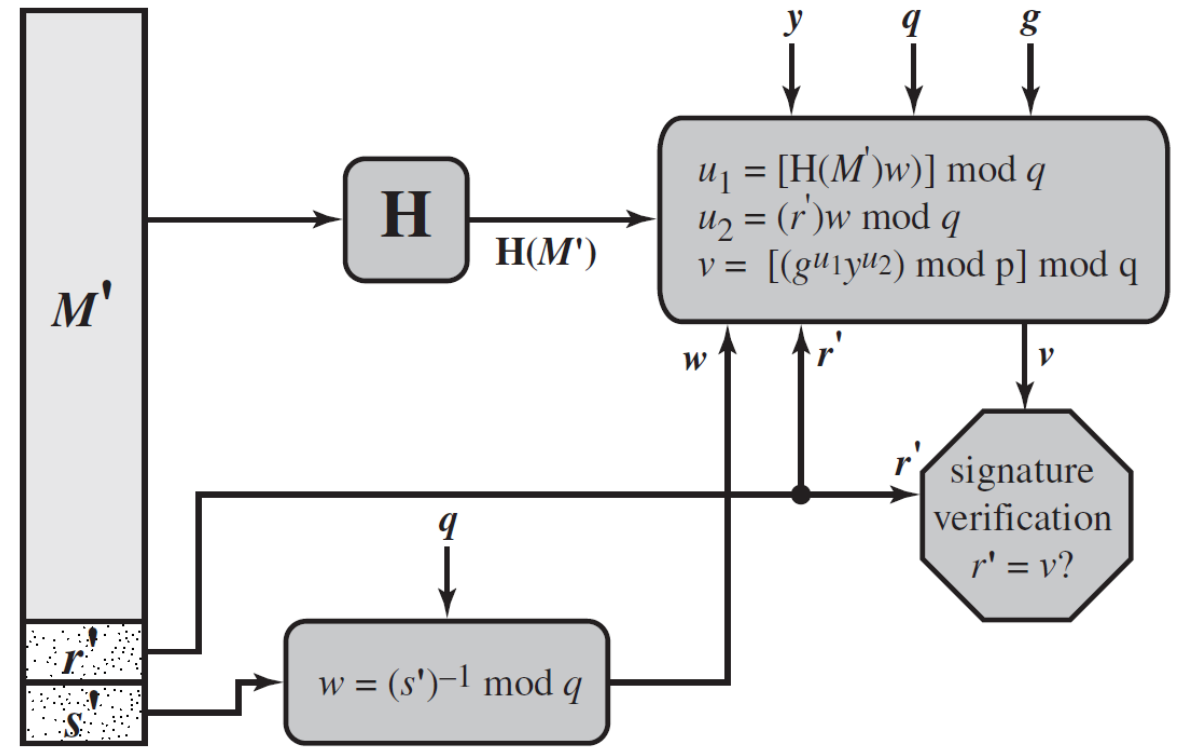 y
q
g
M'
H
H(M')
u₁ = [H(M')w)] mod q
u₂ = (r')w mod q
v = [(gᵘ¹yᵘ²) mod p] mod q
w
r'
v
r'
signature
verification
r' = v?
q
r'
s'
w = (s')⁻¹ mod q